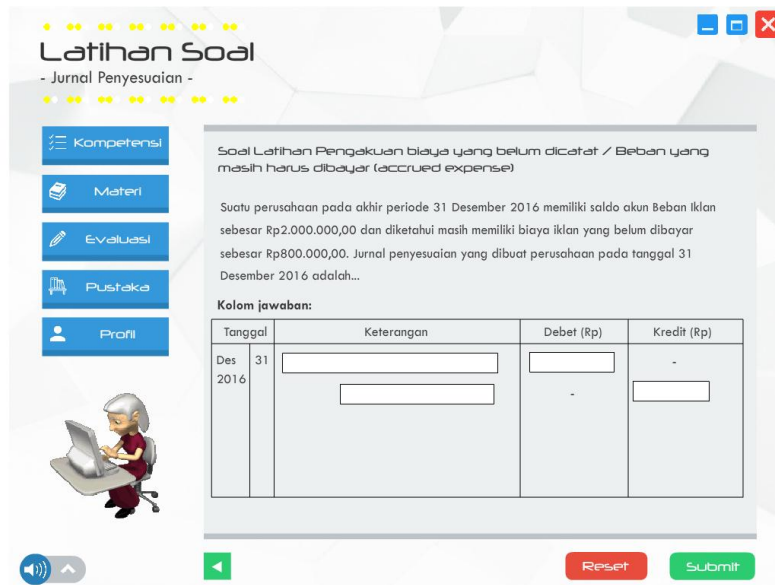 Latihan Soal
- Jurnal Penyesuaian -
Kompetensi
Materi
Evaluasi
Pustaka
Profil
Soal Latihan Pengakuan biaya yang belum dicatat / Beban yang
masih harus dibayar (accrued expense)
Suatu perusahaan pada akhir periode 31 Desember 2016 memiliki saldo akun Beban Iklan
sebesar Rp2.000.000,00 dan diketahui masih memiliki biaya iklan yang belum dibayar
sebesar Rp800.000,00. Jurnal penyesuaian yang dibuat perusahaan pada tanggal 31
Desember 2016 adalah...
Kolom jawaban:
Tanggal Keterangan Debet (Rp) Kredit (Rp)
Des 31 -
2016 -
Reset Submit